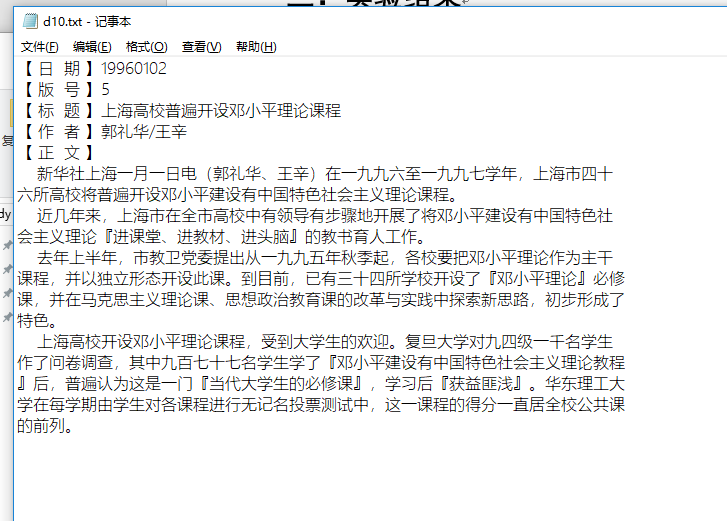 d10.txt - 记事本
文件(F) 编辑(E) 格式(O) 查看(V) 帮助(H)
【 日 期 】19960102
【 版 号 】5
【 标 题 】上海高校普遍开设邓小平理论课程
【 作 者 】郭礼华/王辛
【 正 文 】
新华社上海一月一日电（郭礼华、王辛）在一九九六至一九九七学年，上海市四十
六所高校将普遍开设邓小平建设有中国特色社会主义理论课程。
近几年来，上海市在全市高校中有领导有步骤地开展了将邓小平建设有中国特色社
会主义理论『进课堂、进教材、进头脑』的教书育人工作。
去年上半年，市教卫党委提出从一九九五年秋季起，各校要把邓小平理论作为主干
课程，并以独立形态开设此课。到目前，已有三十四所学校开设了『邓小平理论』必修
课，并在马克思主义理论课、思想政治教育课的改革与实践中探索新思路，初步形成了
特色。
上海高校开设邓小平理论课程，受到大学生的欢迎。复旦大学对九四级一千名学生
作了问卷调查，其中九百七十七名学生学了『邓小平建设有中国特色社会主义理论教程
』后，普遍认为这是一门『当代大学生的必修课』，学习后『获益匪浅』。华东理工大
学在每学期由学生对各课程进行无记名投票测试中，这一课程的得分一直居全校公共课
的前列。
复
dy